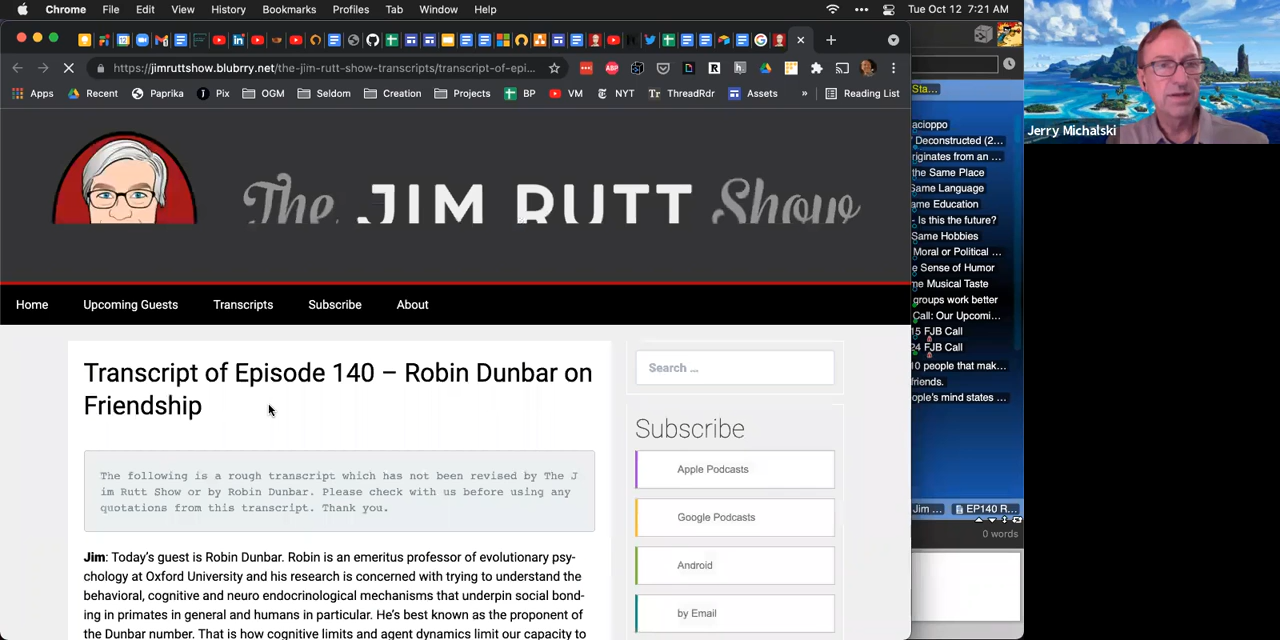 Chrome File Edit View History Bookmarks Profiles Tab Window Help Tue Oct 12 7:21 AM
https://jimruttshow.blubrry.net/the-jim-rutt-show-transcripts/transcript-of-epi...
Apps Recent Paprika Pix OGM Seldom Creation Projects BP VM NYT ThreadRdr Assets » Reading List
The JIM RUTT Show
Home Upcoming Guests Transcripts Subscribe About
Transcript of Episode 140 – Robin Dunbar on
Friendship
The following is a rough transcript which has not been revised by The J
im Rutt Show or by Robin Dunbar. Please check with us before using any
quotations from this transcript. Thank you.
Jim: Today's guest is Robin Dunbar. Robin is an emeritus professor of evolutionary psy-
chology at Oxford University and his research is concerned with trying to understand the
behavioral, cognitive and neuro endocrinological mechanisms that underpin social bond-
ing in primates in general and humans in particular. He's best known as the proponent of
the Dunbar number. That is how cognitive limits and agent dynamics limit our capacity to
Search ...
Subscribe
Apple Podcasts
Google Podcasts
Android
by Email
Sta...
acioppo
Deconstructed (2...
riginates from an ...
the Same Place
Same Language
ame Education
- Is this the future?
Same Hobbies
Moral or Political ...
e Sense of Humor
me Musical Taste
groups work better
Call: Our Upcomi...
15 FJB Call
24 FJB Call
10 people that mak...
friends.
ople's mind states ...
Jim ... EP140 R...
0 words
Jerry Michalski